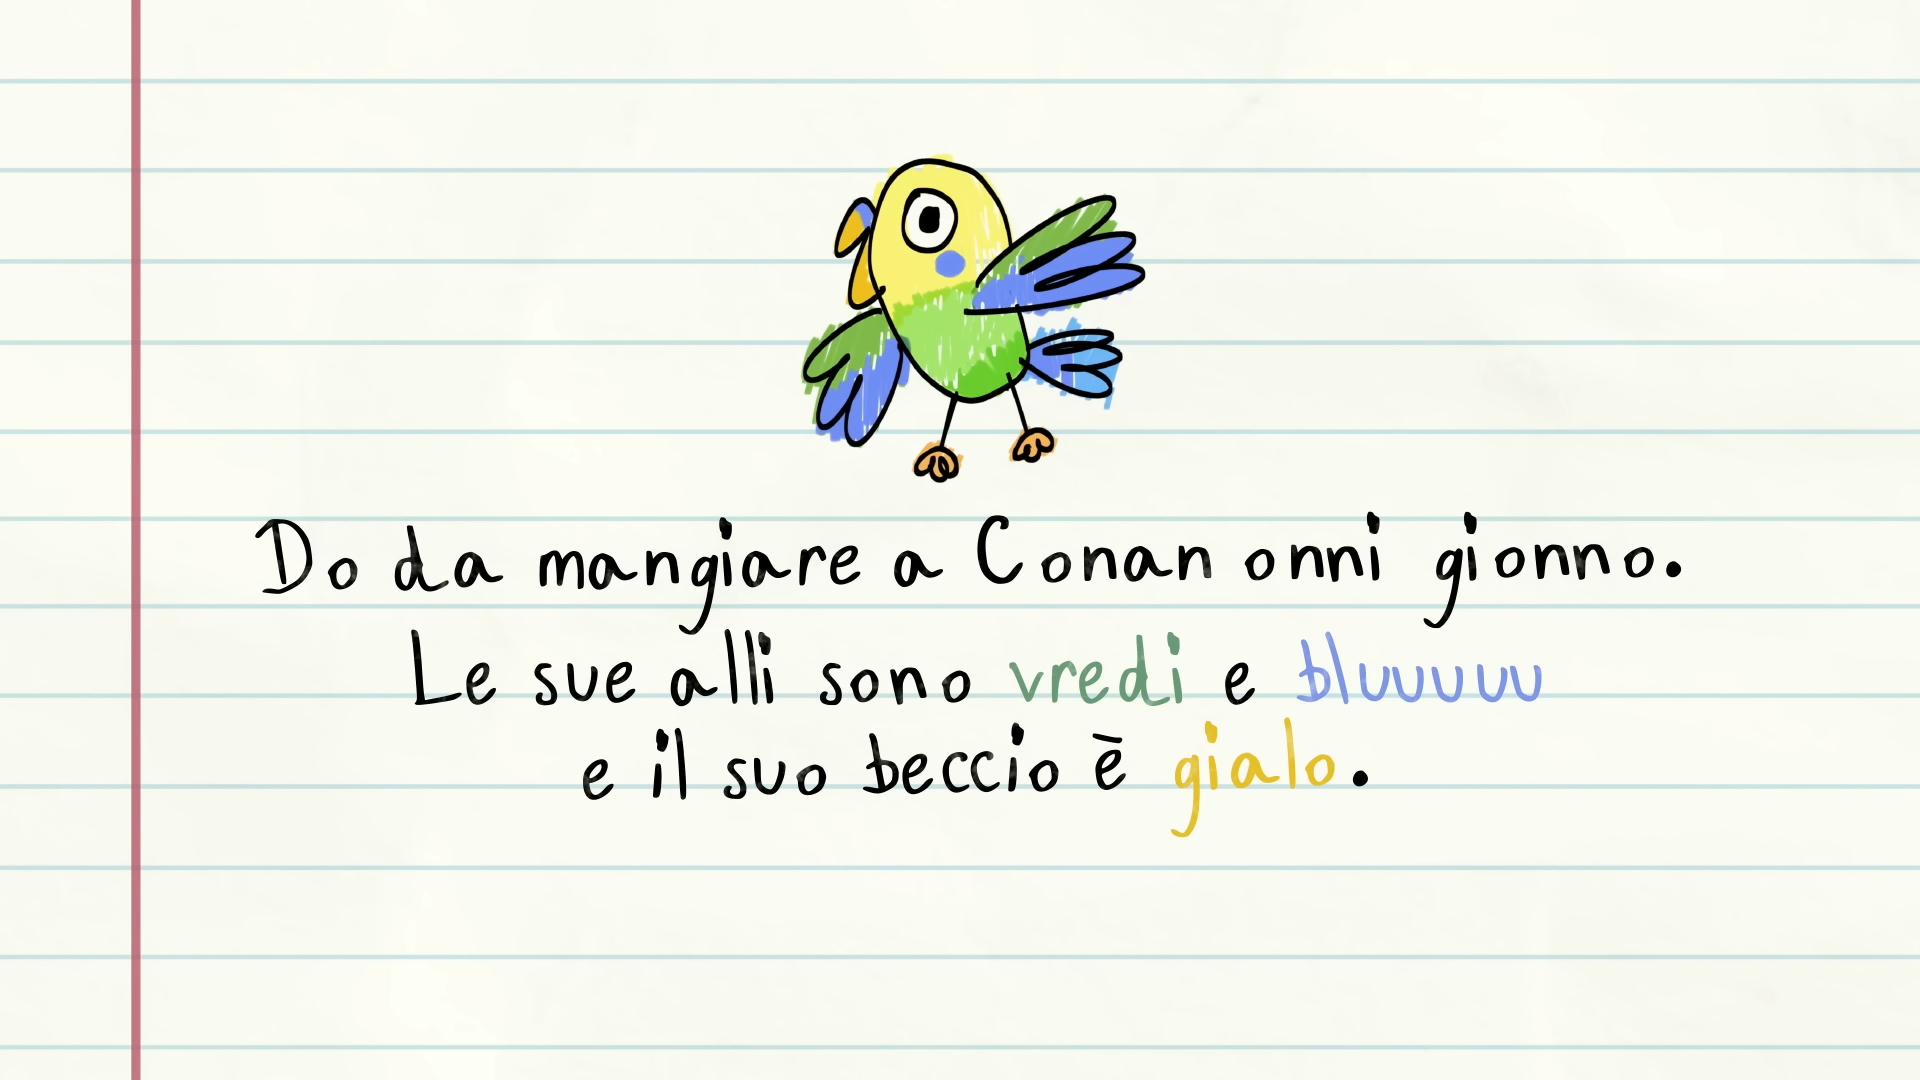 Do da mangiare a Conan onni gionno.
Le sue alli sono vredi e bluuuuu
e il suo beccio ē gialo.